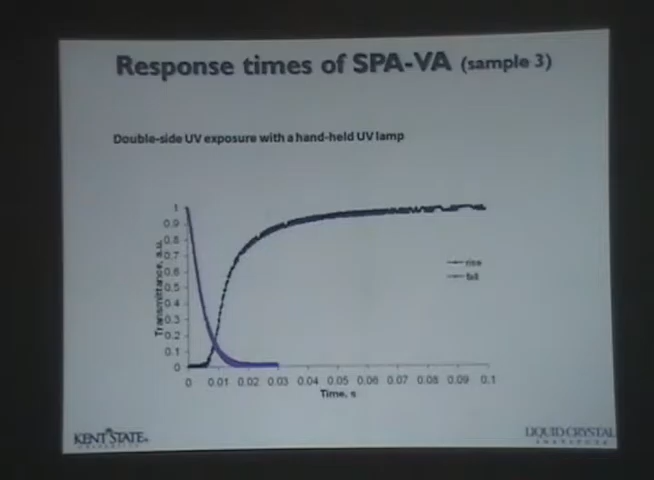 Response times of SPA-VA (sample 3)
Double-side UV exposure with a hand-held UV lamp
1
0.9
0.8
0.7
0.6
0.5
0.4
0.3
0.2
0.1
0
Transmittance, a.u.
rise
fall
0 0.01 0.02 0.03 0.04 0.05 0.06 0.07 0.08 0.09 0.1
Time, s
KENT STATE
LIQUID CRYSTAL
INSTITUTE